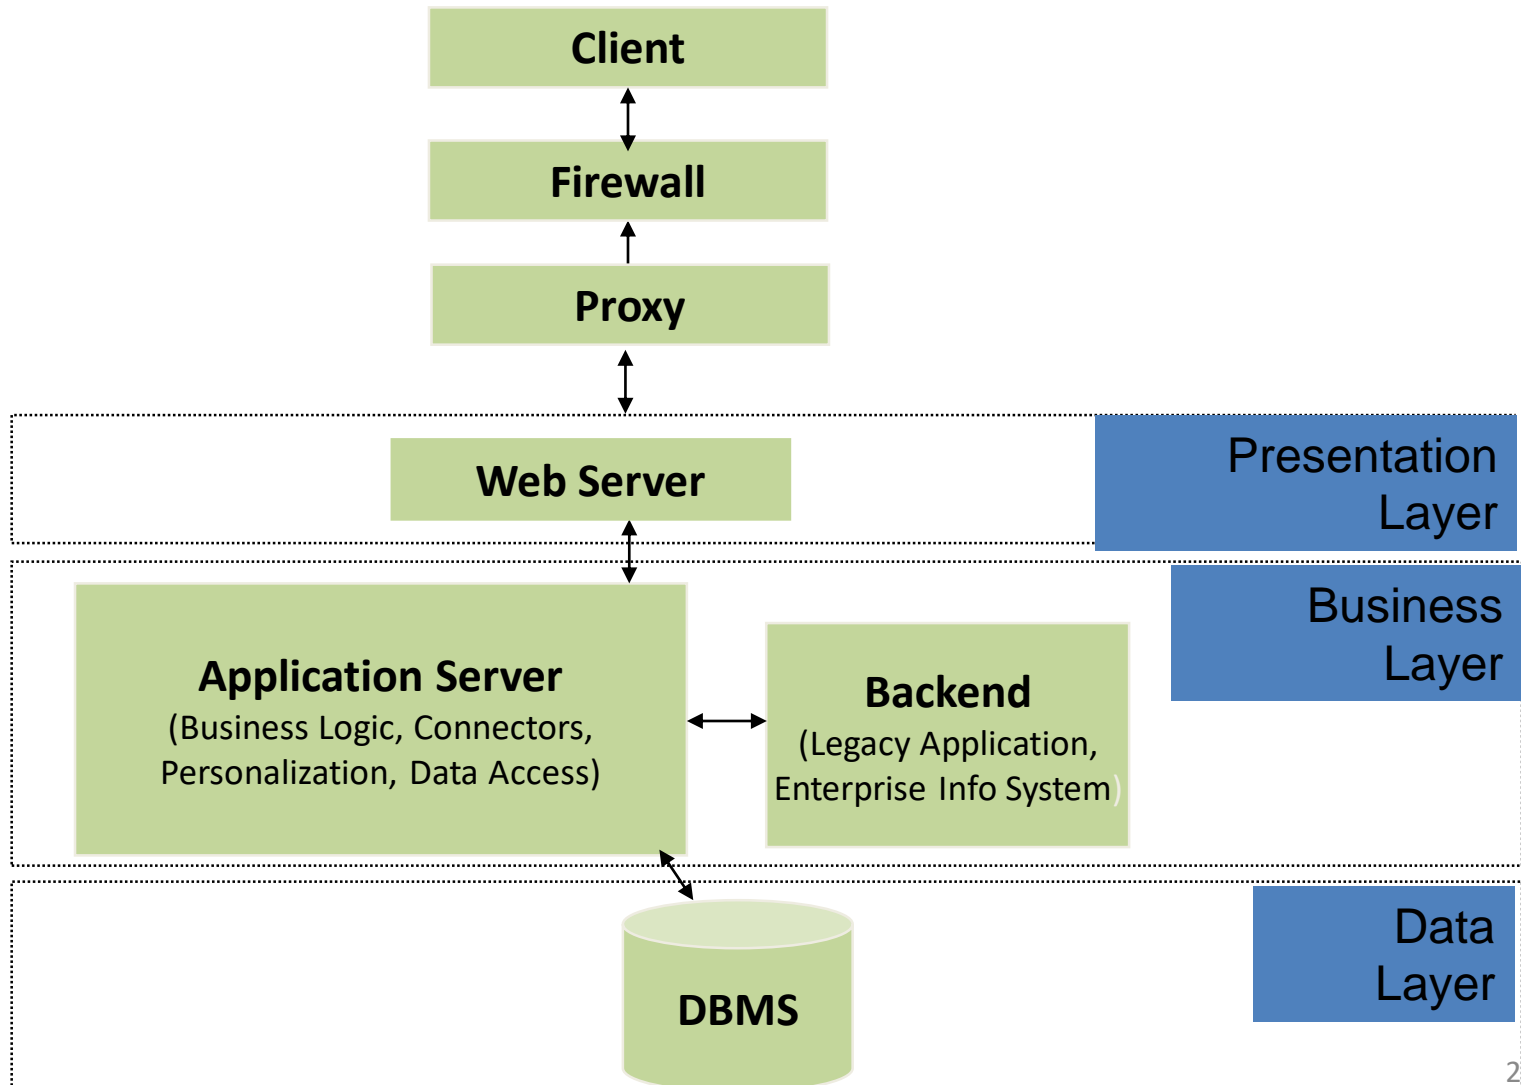 Client
Firewall
Proxy
Web Server
Presentation
Layer
Application Server
(Business Logic, Connectors,
Personalization, Data Access)
Backend
(Legacy Application,
Enterprise Info System)
Business
Layer
DBMS
Data
Layer
2